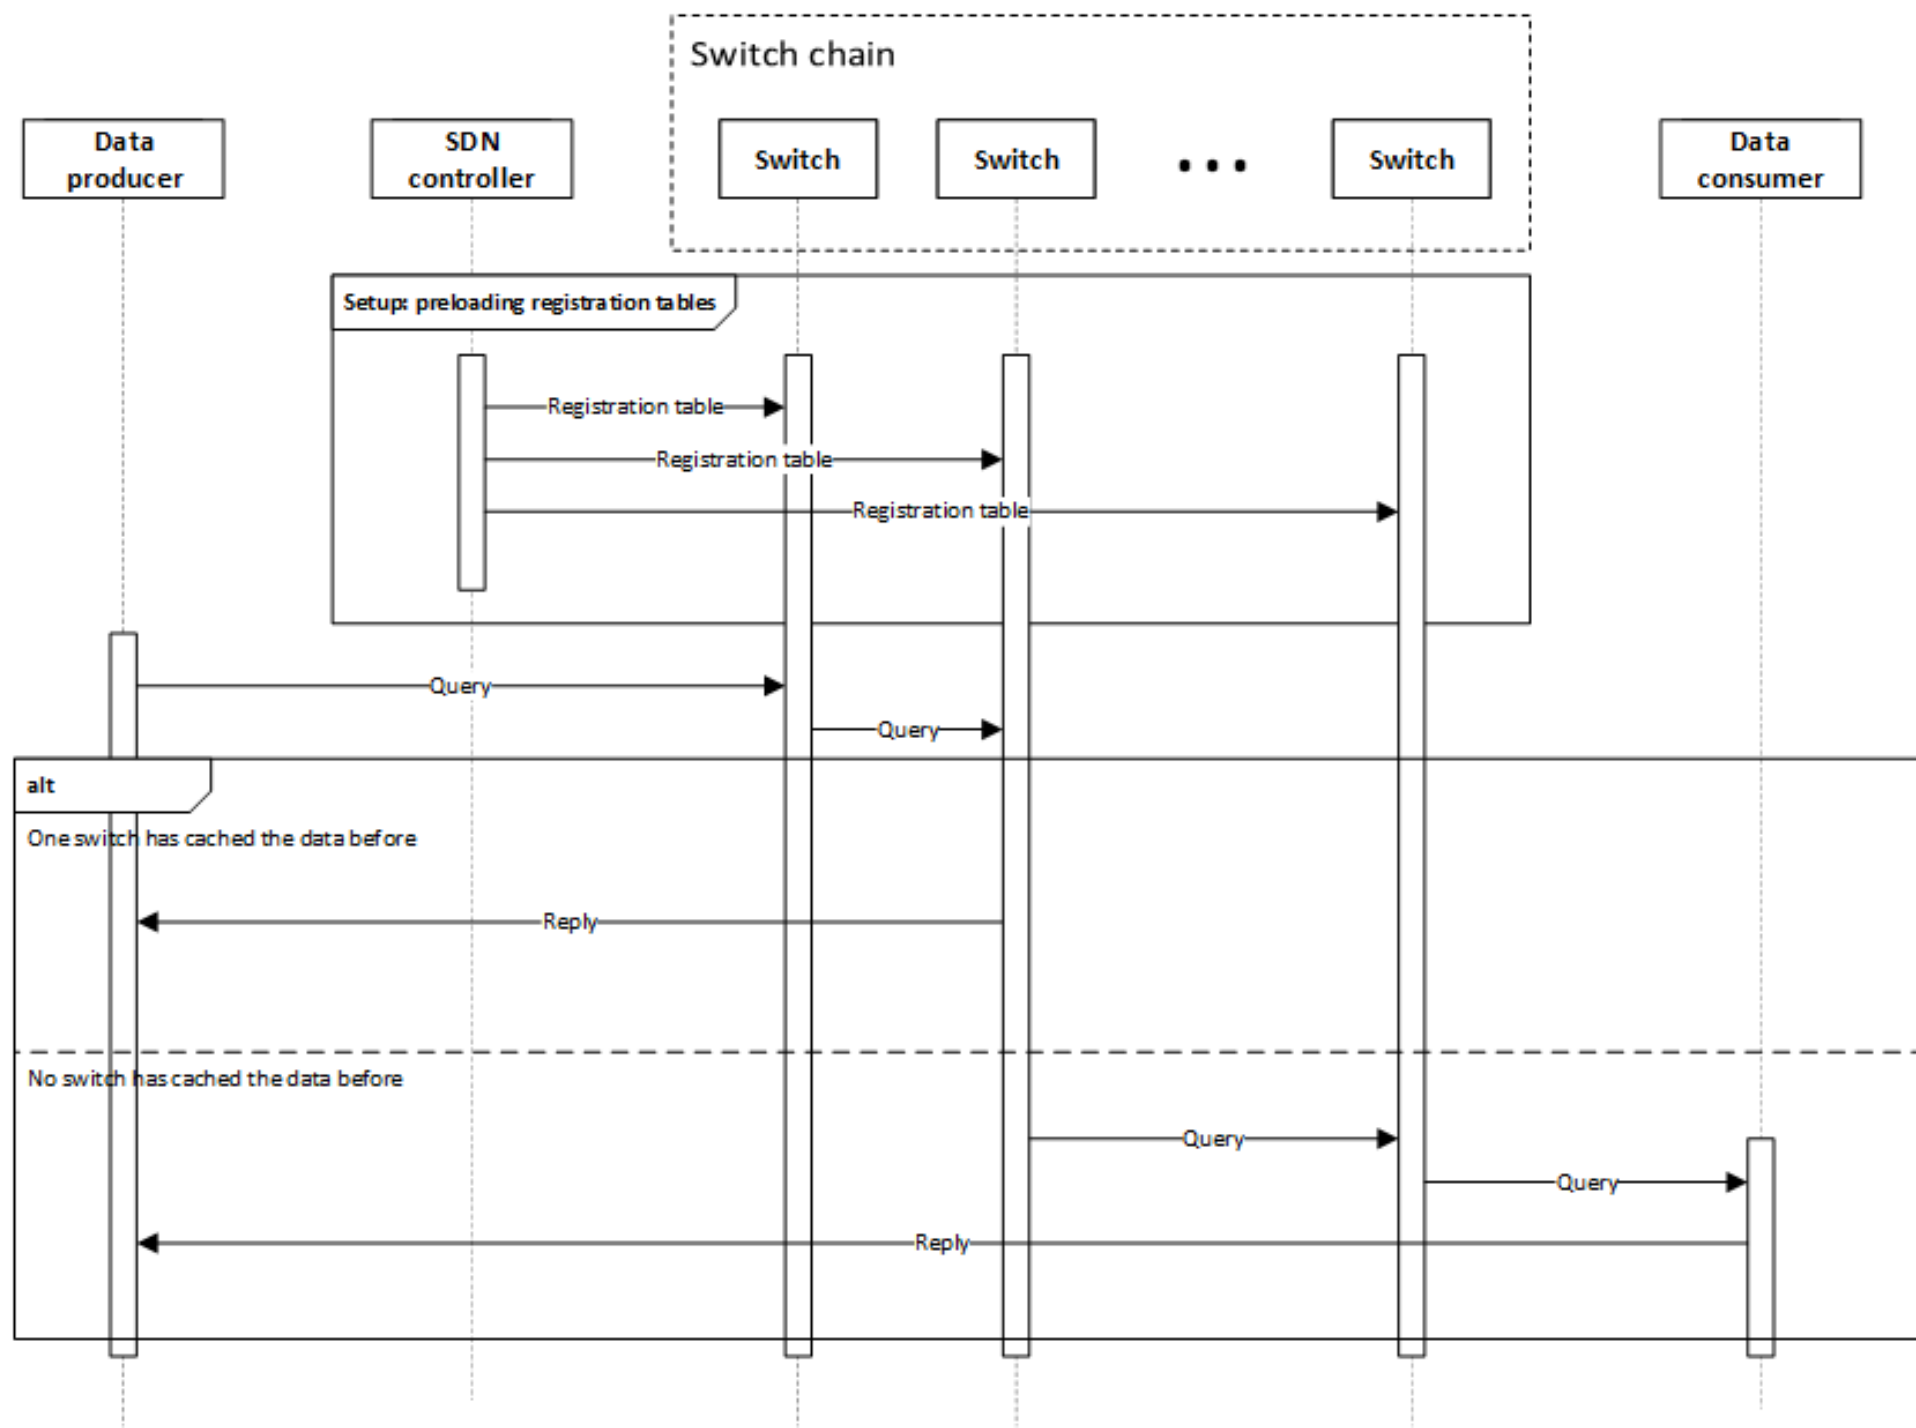 Switch chain
Data
producer
SDN
controller
Switch
Switch
...
Switch
Data
consumer
Setup: preloading registration tables
Registration table
Registration table
Registration table
Query
Query
alt
One switch has cached the data before
Reply
No switch has cached the data before
Query
Query
Reply